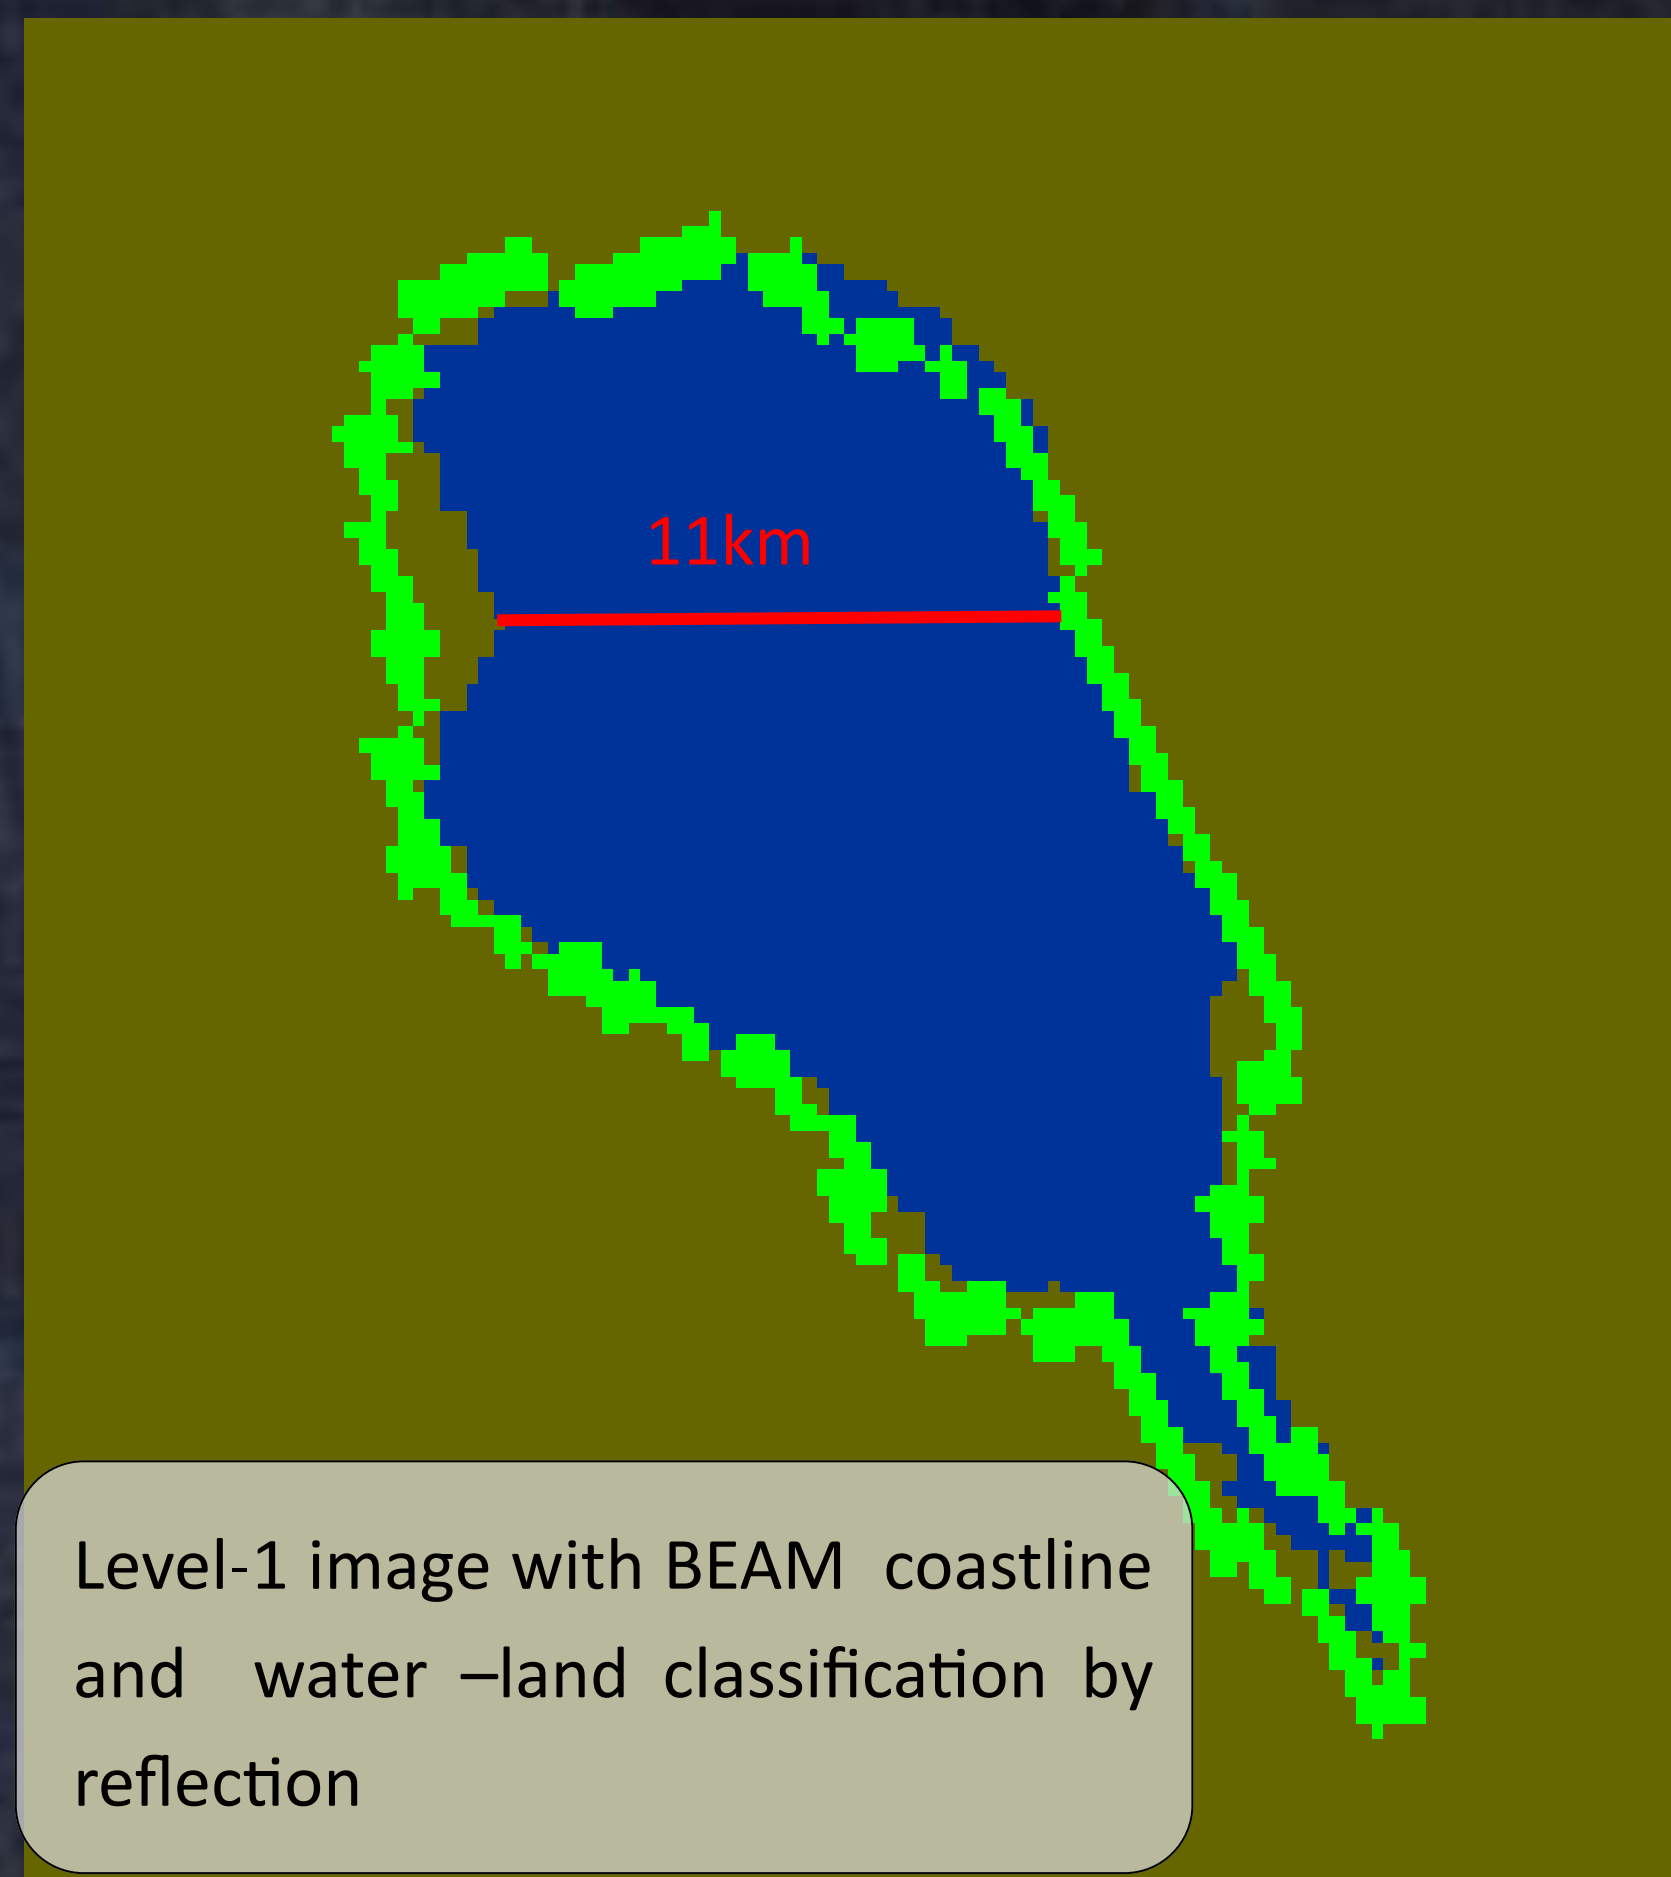 11km
Level-1 image with BEAM coastline
and water –land classification by
reflection